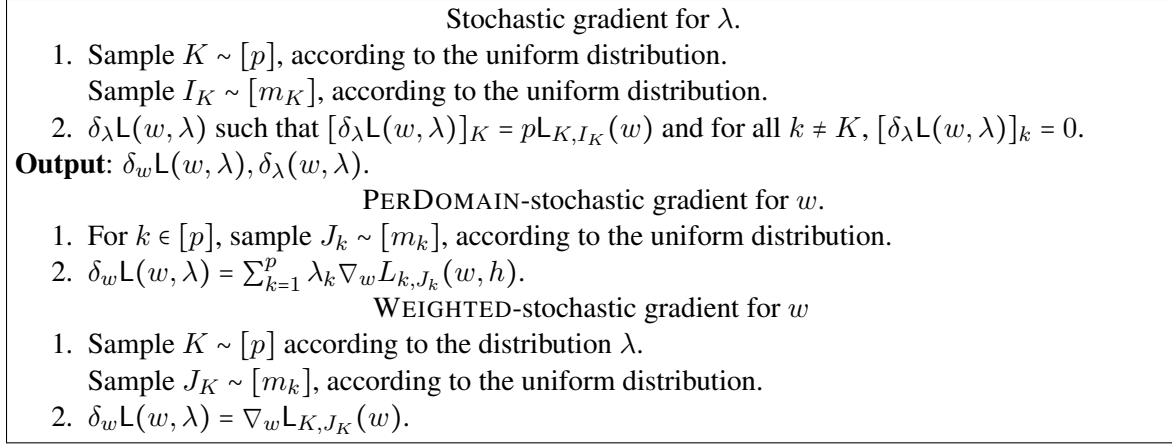 Stochastic gradient for λ.
1. Sample K ∼ [p], according to the uniform distribution.
Sample I_K ∼ [m_K], according to the uniform distribution.
2. δ_λL(w, λ) such that [δ_λL(w, λ)]_K = pL_{K,I_K}(w) and for all k ≠ K, [δ_λL(w, λ)]_k = 0.
Output: δ_wL(w, λ), δ_λ(w, λ).
PERDOMAIN-stochastic gradient for w.
1. For k ∈ [p], sample J_k ∼ [m_k], according to the uniform distribution.
2. δ_wL(w, λ) = ∑_{k=1}^p λ_k∇_wL_{k,J_k}(w, h).
WEIGHTED-stochastic gradient for w
1. Sample K ∼ [p] according to the distribution λ.
Sample J_K ∼ [m_k], according to the uniform distribution.
2. δ_wL(w, λ) = ∇_wL_{K,J_K}(w).